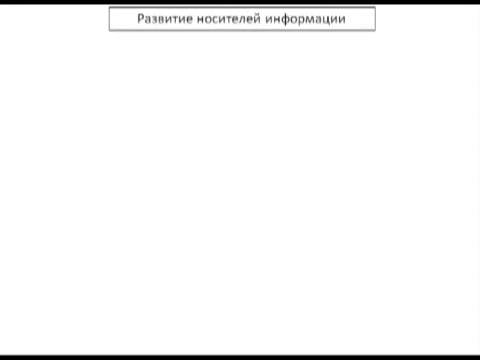 Развитие носителей информации